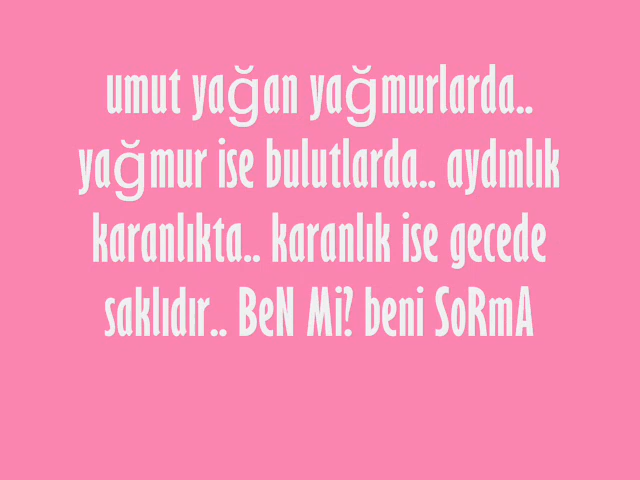 umut yağan yağmurlarda..
yağmur ise bulutlarda.. aydınlık
karanlıkta.. karanlık ise gecede
saklıdır.. BeN Mi? beni SoRmA